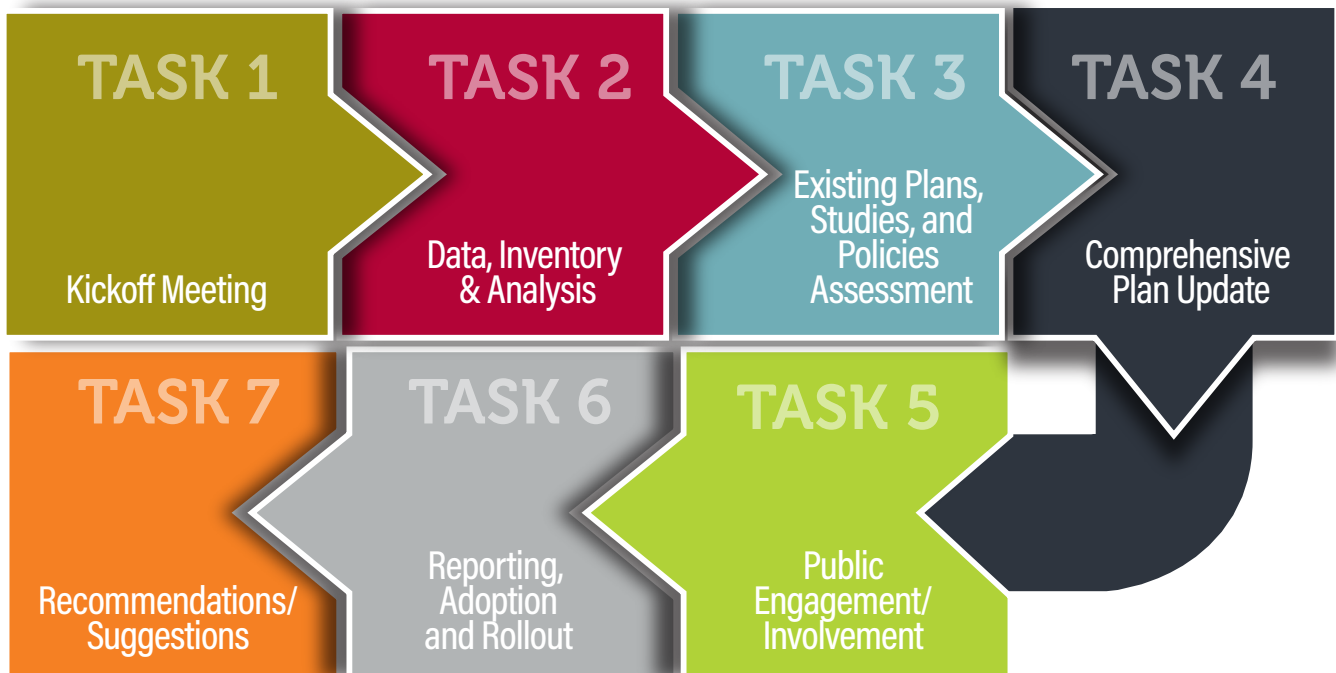 TASK 1
Kickoff Meeting
TASK 2
Data, Inventory
& Analysis
TASK 3
Existing Plans,
Studies, and
Policies
Assessment
TASK 4
Comprehensive
Plan Update
TASK 5
Public
Engagement/
Involvement
TASK 6
Reporting,
Adoption
and Rollout
TASK 7
Recommendations/
Suggestions